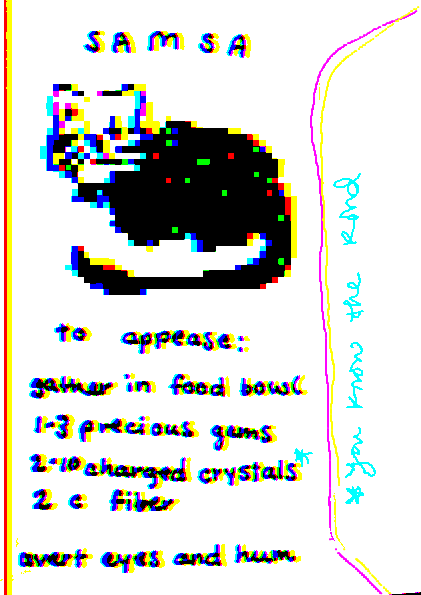 SAMSA
to appease:
gather in food bowl
1-3 precious gems
2-10 charged crystals*
2 c fiber
avert eyes and hum
*you know the kind